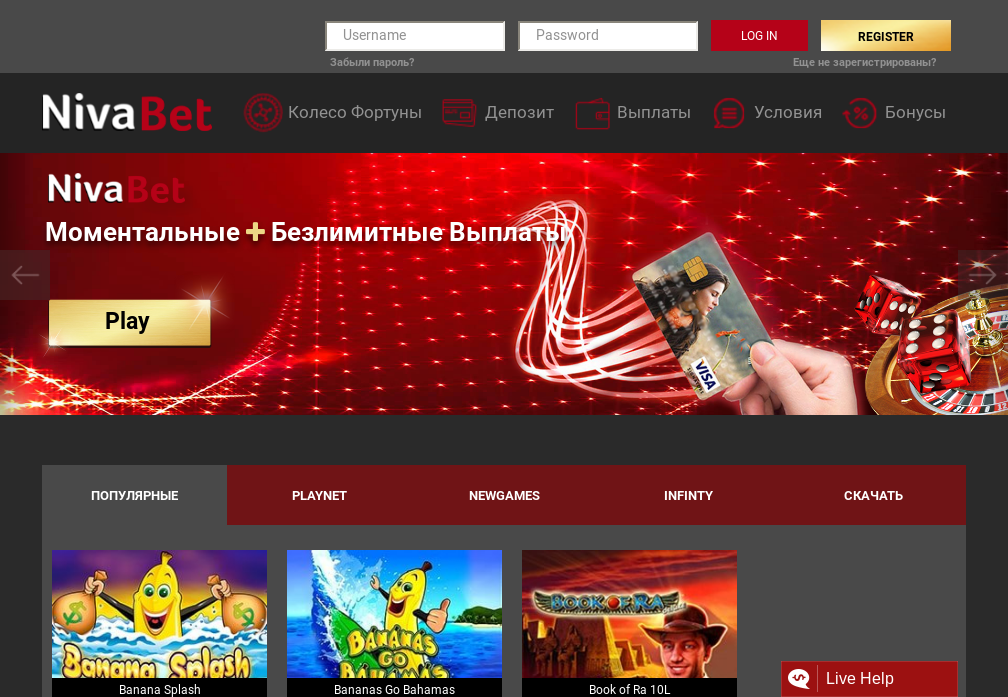 Username
Password
LOG IN
REGISTER
Забыли пароль?
Еще не зарегистрированы?
NivaBet
Колесо Фортуны
Депозит
Выплаты
Условия
Бонусы
NivaBet
Моментальные + Безлимитные Выплаты
Play
VISA
ПОПУЛЯРНЫЕ
PLAYNET
NEWGAMES
INFINTY
СКАЧАТЬ
Banana Splash
BANANAS GO BAHAMAS
BOOK OF RA
Banana Splash
Bananas Go Bahamas
Book of Ra 10L
Live Help